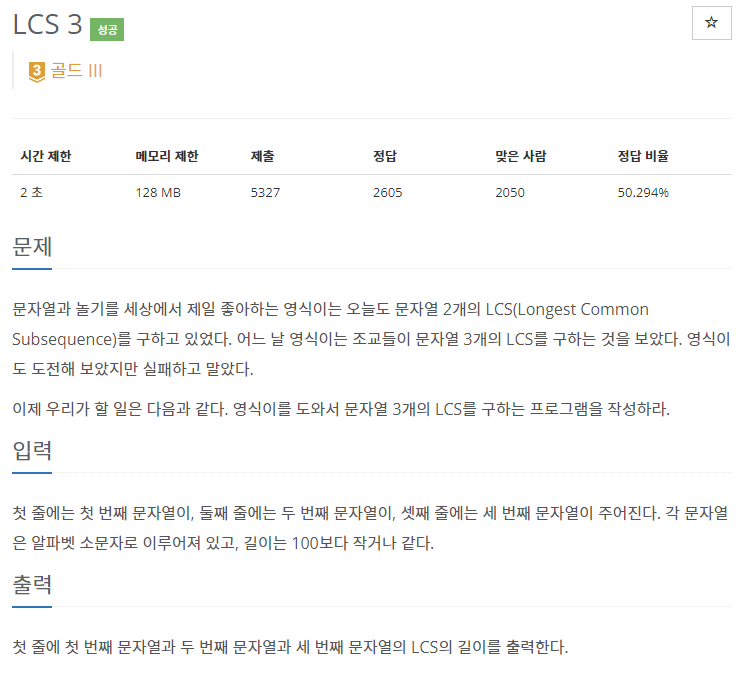 LCS 3 성공
☆
3 골드 III
시간 제한 메모리 제한 제출 정답 맞은 사람 정답 비율
2 초 128 MB 5327 2605 2050 50.294%
문제
문자열과 놀기를 세상에서 제일 좋아하는 영식이는 오늘도 문자열 2개의 LCS(Longest Common
Subsequence)를 구하고 있었다. 어느 날 영식이는 조교들이 문자열 3개의 LCS를 구하는 것을 보았다. 영식이
도 도전해 보았지만 실패하고 말았다.
이제 우리가 할 일은 다음과 같다. 영식이를 도와서 문자열 3개의 LCS를 구하는 프로그램을 작성하라.
입력
첫 줄에는 첫 번째 문자열이, 둘째 줄에는 두 번째 문자열이, 셋째 줄에는 세 번째 문자열이 주어진다. 각 문자열
은 알파벳 소문자로 이루어져 있고, 길이는 100보다 작거나 같다.
출력
첫 줄에 첫 번째 문자열과 두 번째 문자열과 세 번째 문자열의 LCS의 길이를 출력한다.